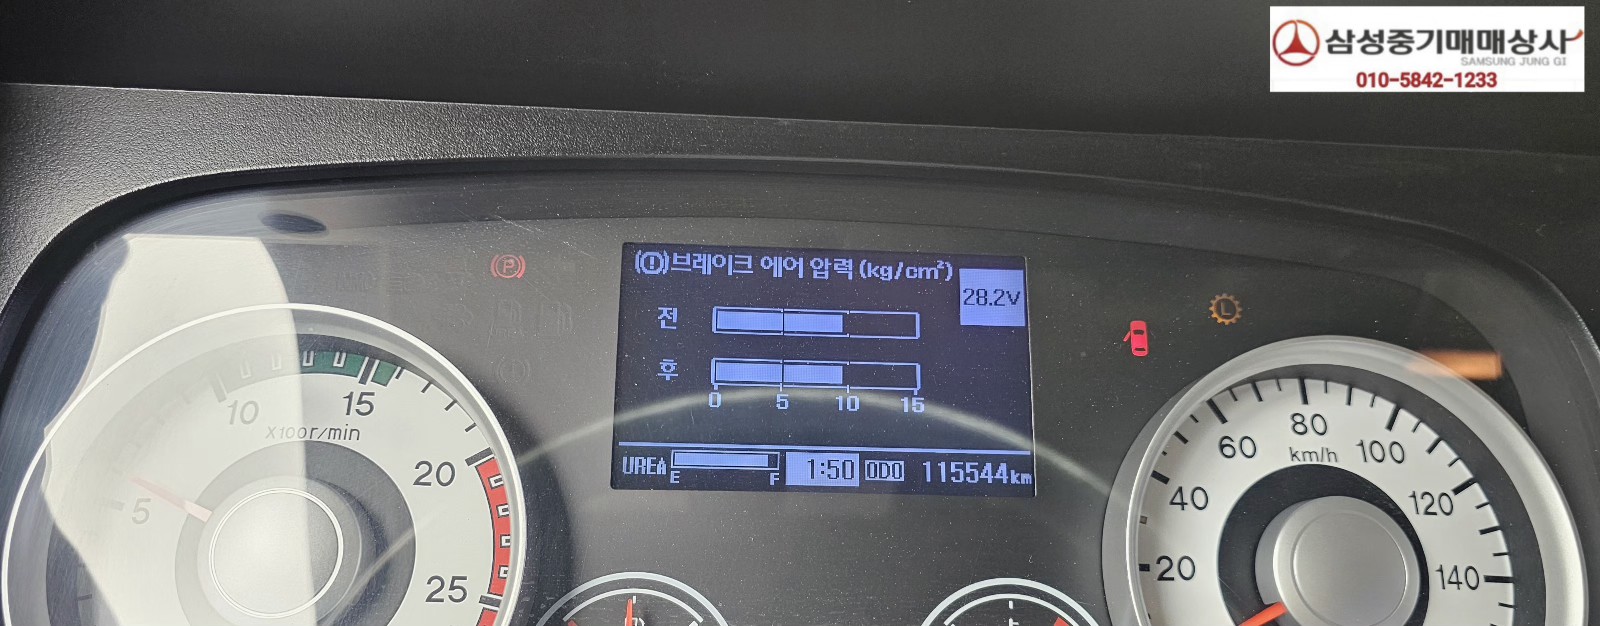 삼성중기매매상사
SAMSUNG JUNG GI
010-5842-1233
브레이크 에어 압력 (kg/cm²)
28.2V
전
후
0 5 10 15
UREA E F 1:50 ODO 115544km
P
L
5 10 15 20 25
X100r/min
20 40 60 80 100 120 140
km/h